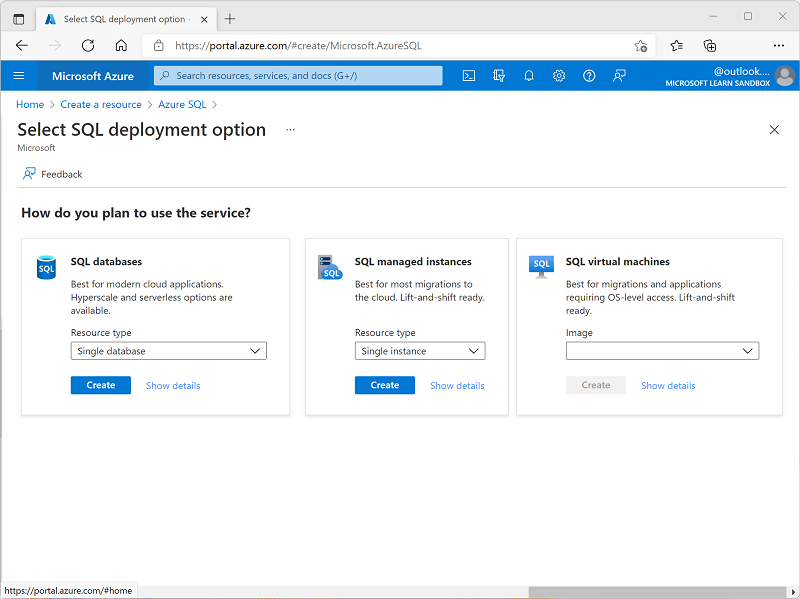 Select SQL deployment option -
https://portal.azure.com/#create/Microsoft.AzureSQL
Microsoft Azure
Search resources, services, and docs (G+/)
@outlook....
MICROSOFT LEARN SANDBOX
Home > Create a resource > Azure SQL >
Select SQL deployment option ...
Microsoft
Feedback
How do you plan to use the service?
SQL
SQL databases
Best for modern cloud applications.
Hyperscale and serverless options are
available.
Resource type
Single database
Create Show details
SQL
SQL managed instances
Best for most migrations to
the cloud. Lift-and-shift ready.
Resource type
Single instance
Create Show details
SQL
SQL virtual machines
Best for migrations and applications
requiring OS-level access. Lift-and-shift
ready.
Image
Create Show details
https://portal.azure.com/#home